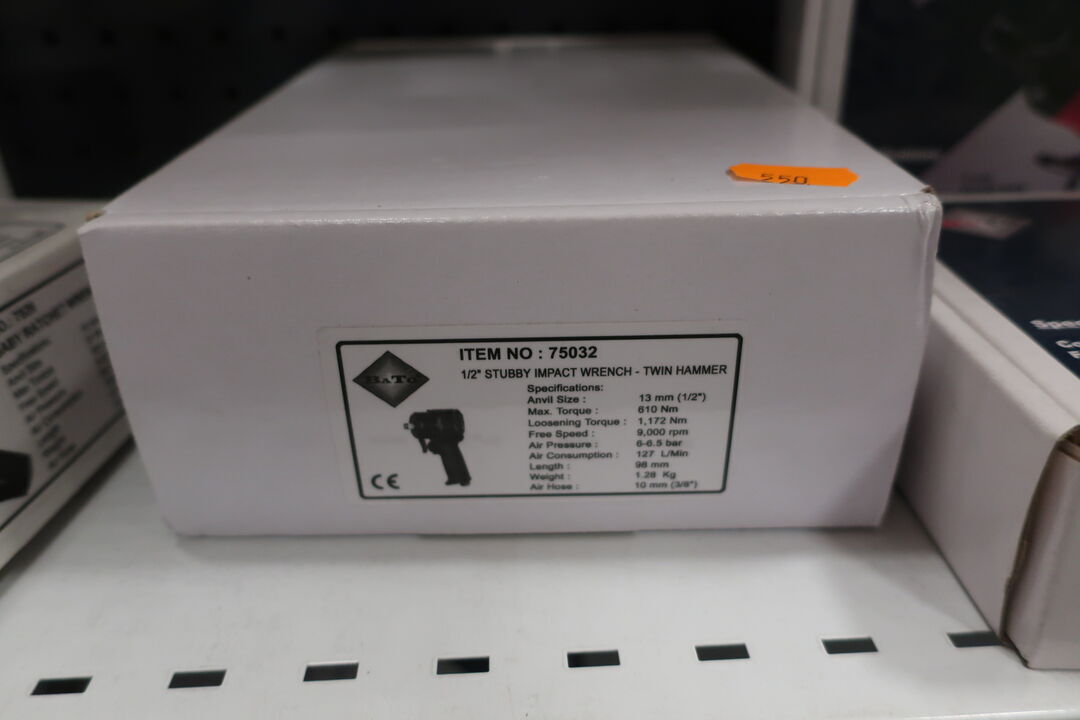 550.
ITEM NO : 75032
1/2" STUBBY IMPACT WRENCH - TWIN HAMMER
BATO
Specifications:
Anvil Size : 13 mm (1/2")
Max. Torque : 610 Nm
Loosening Torque : 1,172 Nm
Free Speed : 9,000 rpm
Air Pressure : 6-6.5 bar
Air Consumption : 127 L/Min
Length : 98 mm
Weight : 1.28 Kg
Air Hose : 10 mm (3/8")
CE